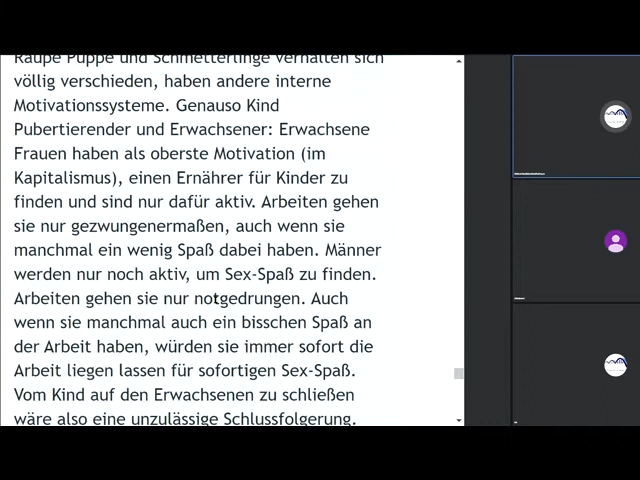 Raupe Puppe und Schmetterlinge verhalten sich
völlig verschieden, haben andere interne
Motivationssysteme. Genauso Kind
Pubertierender und Erwachsener: Erwachsene
Frauen haben als oberste Motivation (im
Kapitalismus), einen Ernährer für Kinder zu
finden und sind nur dafür aktiv. Arbeiten gehen
sie nur gezwungenermaßen, auch wenn sie
manchmal ein wenig Spaß dabei haben. Männer
werden nur noch aktiv, um Sex-Spaß zu finden.
Arbeiten gehen sie nur notgedrungen. Auch
wenn sie manchmal auch ein bisschen Spaß an
der Arbeit haben, würden sie immer sofort die
Arbeit liegen lassen für sofortigen Sex-Spaß.
Vom Kind auf den Erwachsenen zu schließen
wäre also eine unzulässige Schlussfolgerung.